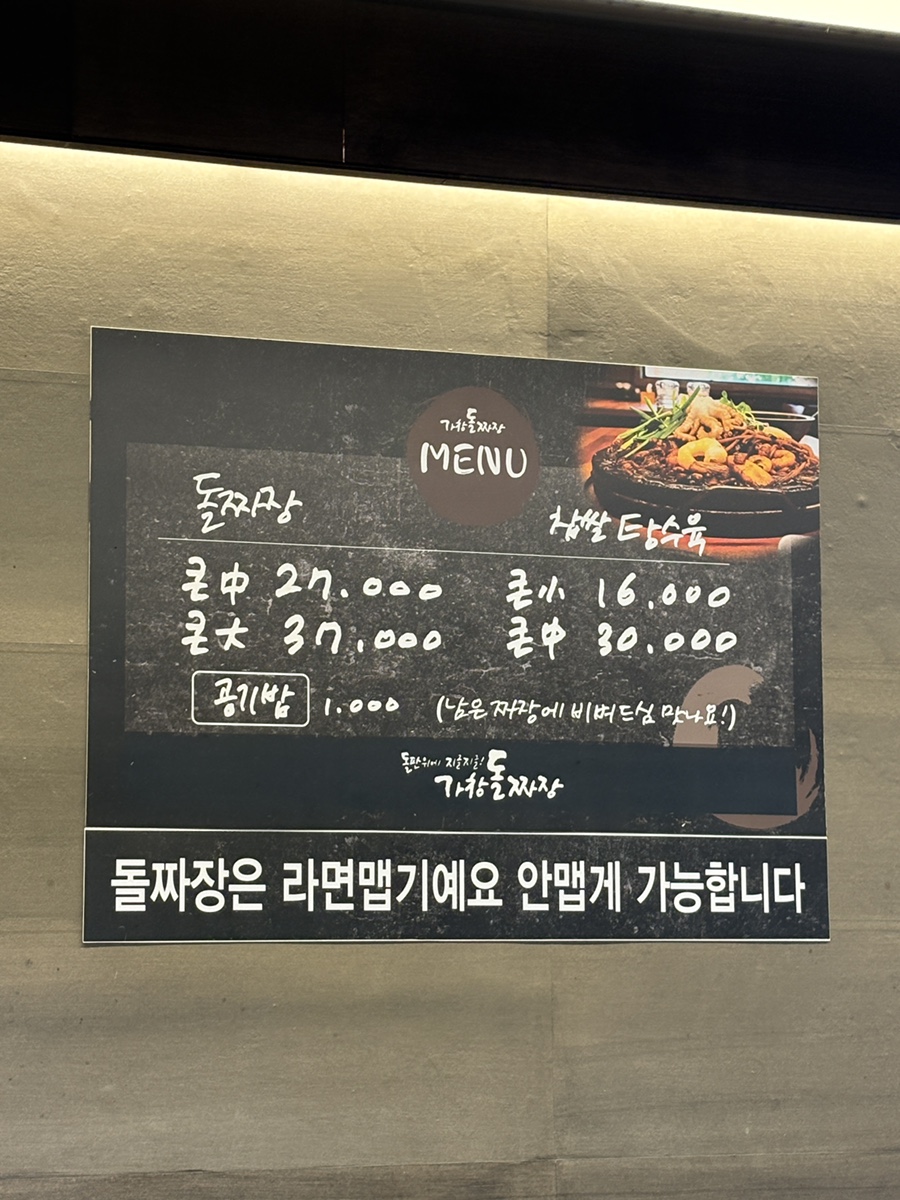 가창돌짜장
MENU
돌짜장
찹쌀 탕수육
큰中 27.000
큰小 16.000
큰大 37.000
큰中 30.000
공기밥 1.000 (남은 짜장에 비벼드심 맛나요!)
돌판위에 지글지글!
가창돌짜장
돌짜장은 라면맵기예요 안맵게 가능합니다